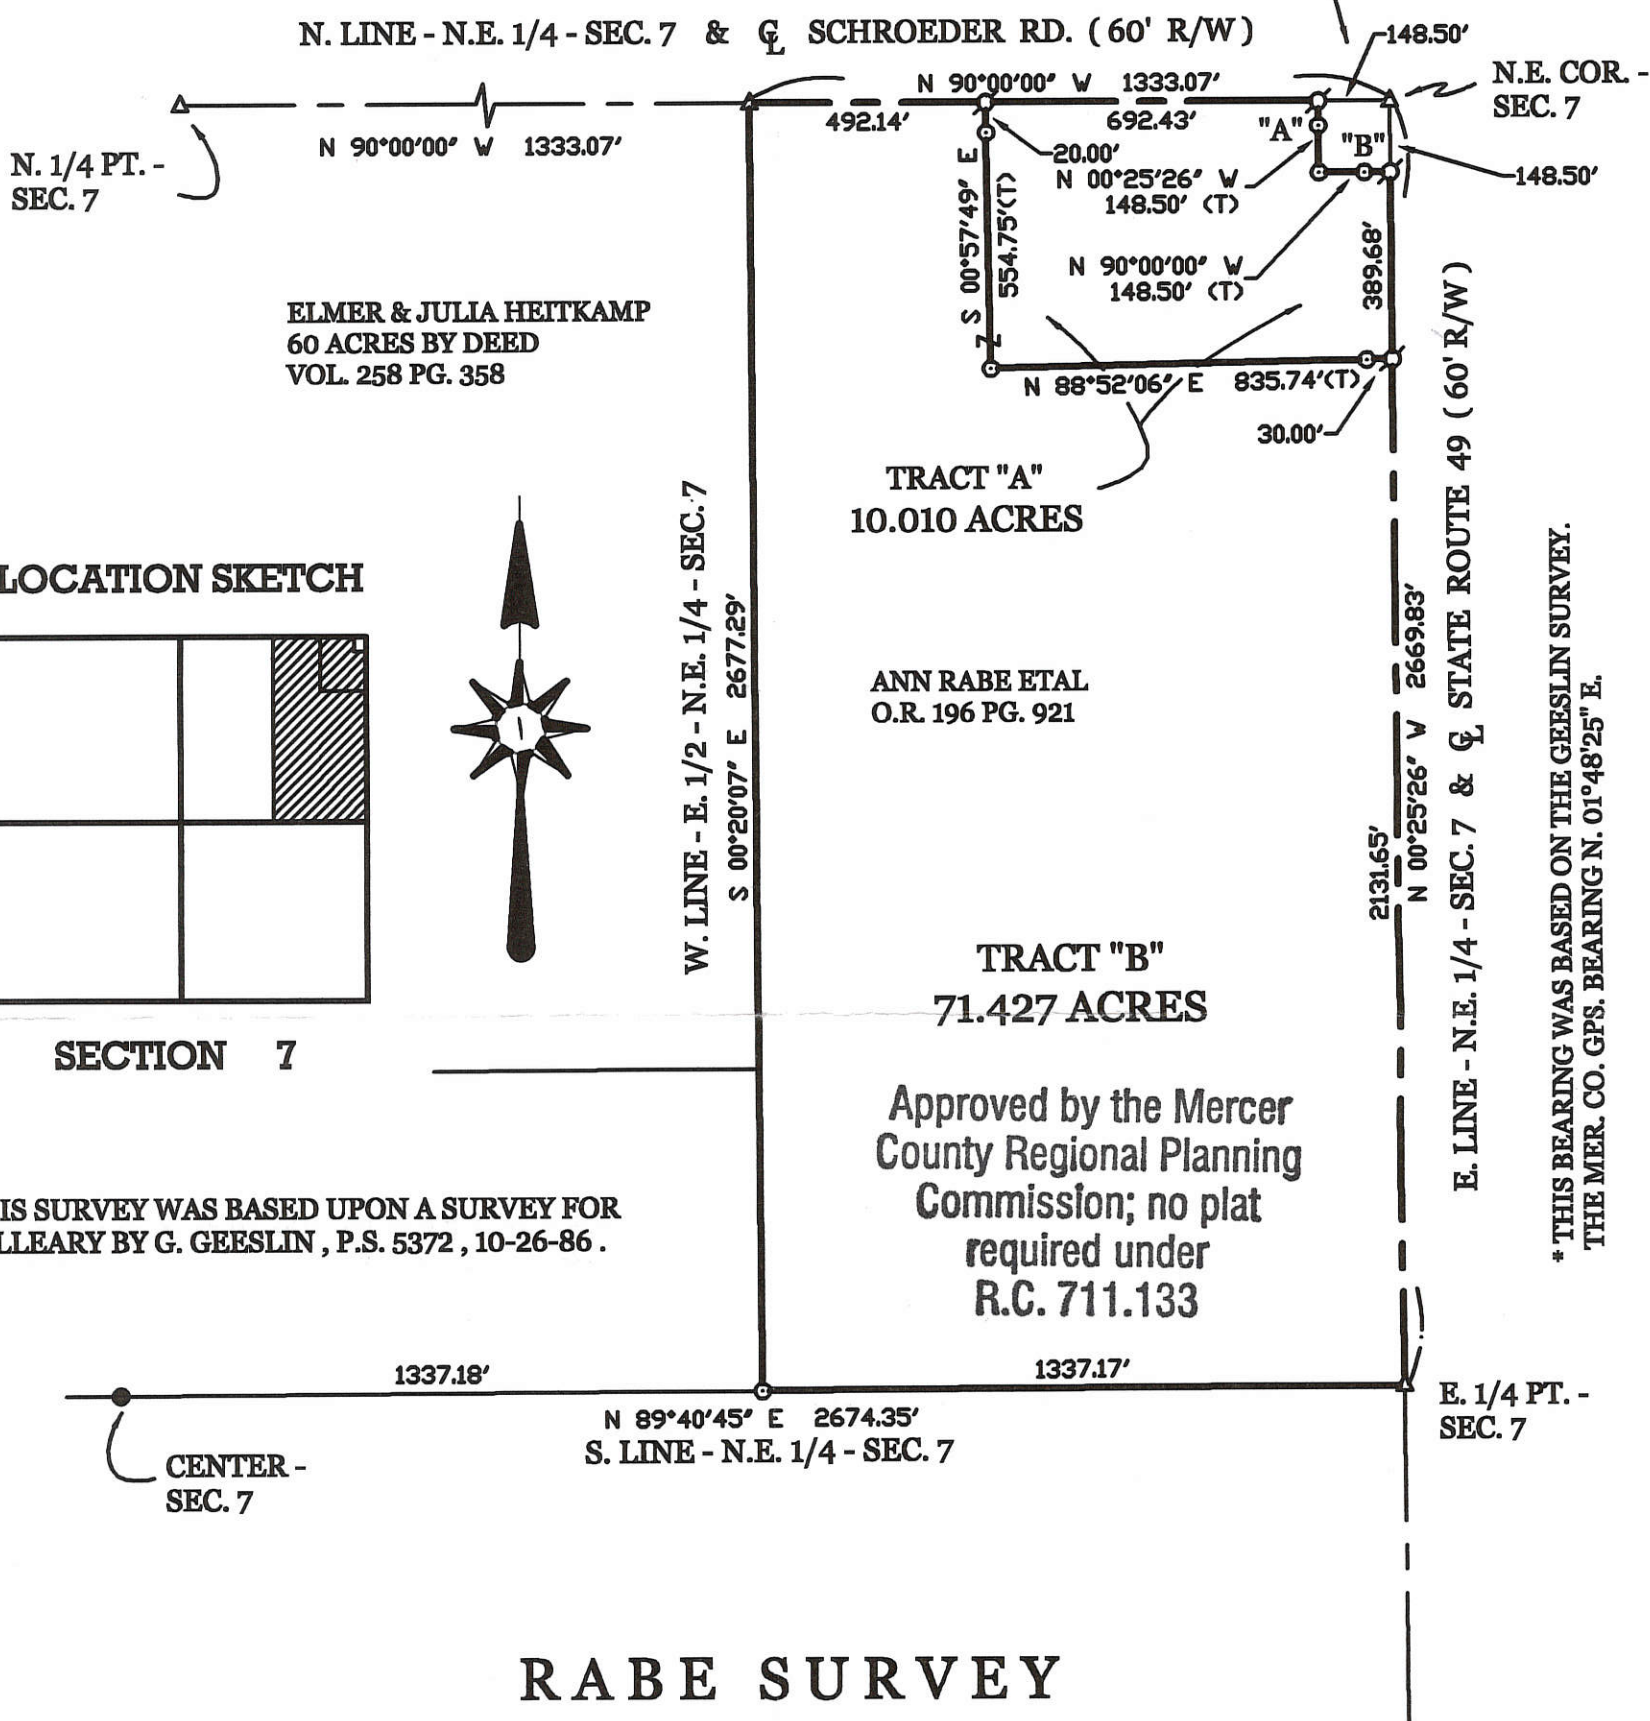 N. LINE - N.E. 1/4 - SEC. 7 & ℄ SCHROEDER RD. ( 60' R/W )
148.50'
N.E. COR. -
SEC. 7
N 90°00'00" W 1333.07'
N 90°00'00" W 1333.07'
N. 1/4 PT. -
SEC. 7
492.14'
692.43'
"A"
"B"
20.00'
N 00°25'26" W
148.50' (T)
148.50'
S 00°57'49" E
554.75'(T)
N 90°00'00" W
148.50' (T)
389.68'
ELMER & JULIA HEITKAMP
60 ACRES BY DEED
VOL. 258 PG. 358
N 88°52'06" E 835.74'(T)
30.00'
TRACT "A"
10.010 ACRES
W. LINE - E. 1/2 - N.E. 1/4 - SEC. 7
S 00°20'07" E 2677.29'
LOCATION SKETCH
SECTION 7
ANN RABE ETAL
O.R. 196 PG. 921
2131.65'
N 00°25'26" W 2669.83'
E. LINE - N.E. 1/4 - SEC. 7 & ℄ STATE ROUTE 49 ( 60' R/W )
* THIS BEARING WAS BASED ON THE GEESLIN SURVEY.
THE MER. CO. GPS. BEARING N. 01°48'25" E.
TRACT "B"
71.427 ACRES
Approved by the Mercer
County Regional Planning
Commission; no plat
required under
R.C. 711.133
IS SURVEY WAS BASED UPON A SURVEY FOR
LLEARY BY G. GEESLIN , P.S. 5372 , 10-26-86 .
1337.18'
1337.17'
N 89°40'45" E 2674.35'
S. LINE - N.E. 1/4 - SEC. 7
E. 1/4 PT. -
SEC. 7
CENTER -
SEC. 7
RABE SURVEY